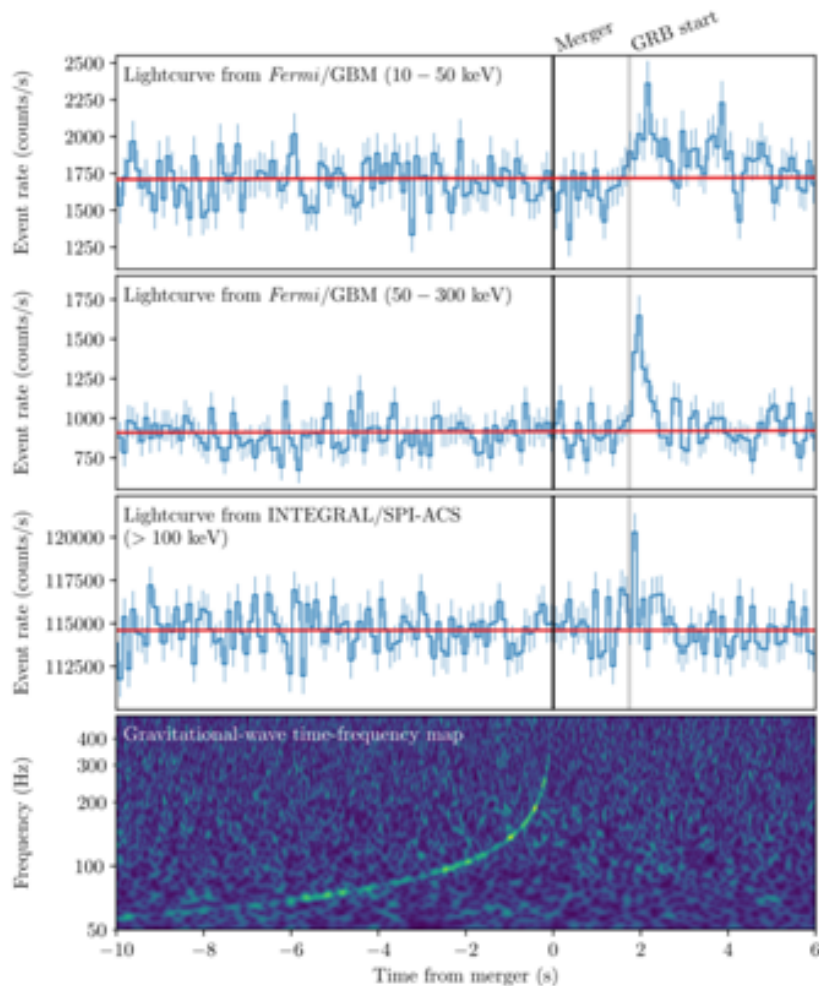 Merger
GRB start
Lightcurve from Fermi/GBM (10 – 50 keV)
Event rate (counts/s)
2500
2250
2000
1750
1500
1250
Lightcurve from Fermi/GBM (50 – 300 keV)
Event rate (counts/s)
1750
1500
1250
1000
750
Lightcurve from INTEGRAL/SPI-ACS
(> 100 keV)
Event rate (counts/s)
120000
117500
115000
112500
Gravitational-wave time-frequency map
Frequency (Hz)
400
300
200
100
50
−10 −8 −6 −4 −2 0 2 4 6
Time from merger (s)